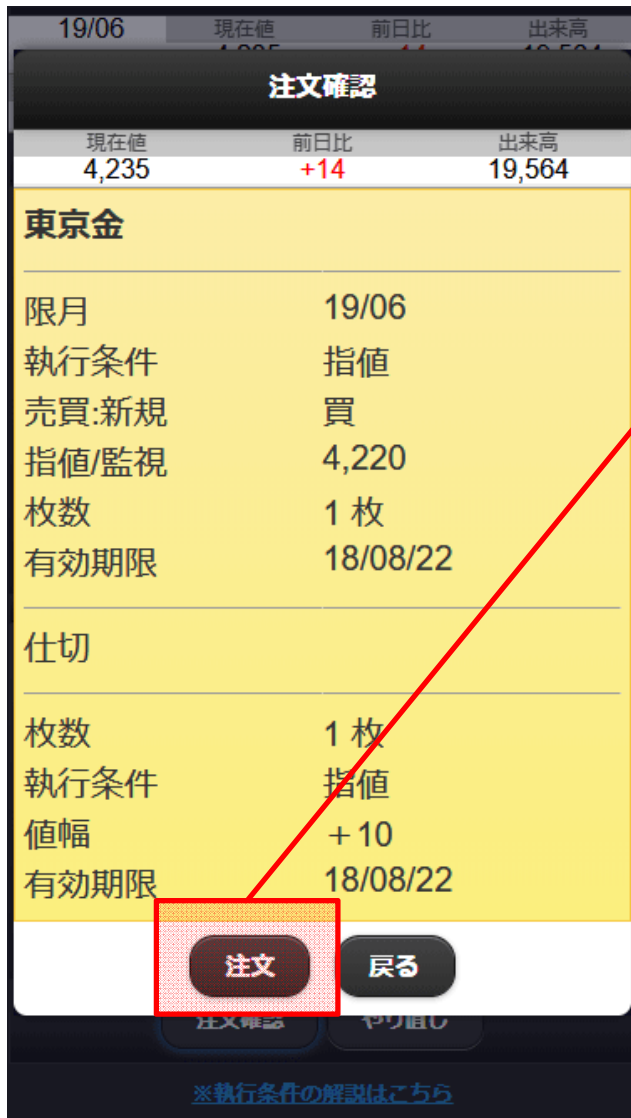 19/06 現在値 前日比 出来高
注文確認
現在値 前日比 出来高
4,235 +14 19,564
東京金
限月 19/06
執行条件 指値
売買:新規 買
指値/監視 4,220
枚数 1 枚
有効期限 18/08/22
仕切
枚数 1 枚
執行条件 指値
値幅 +10
有効期限 18/08/22
注文 戻る
注文確認 やり直し
※執行条件の解説はこちら